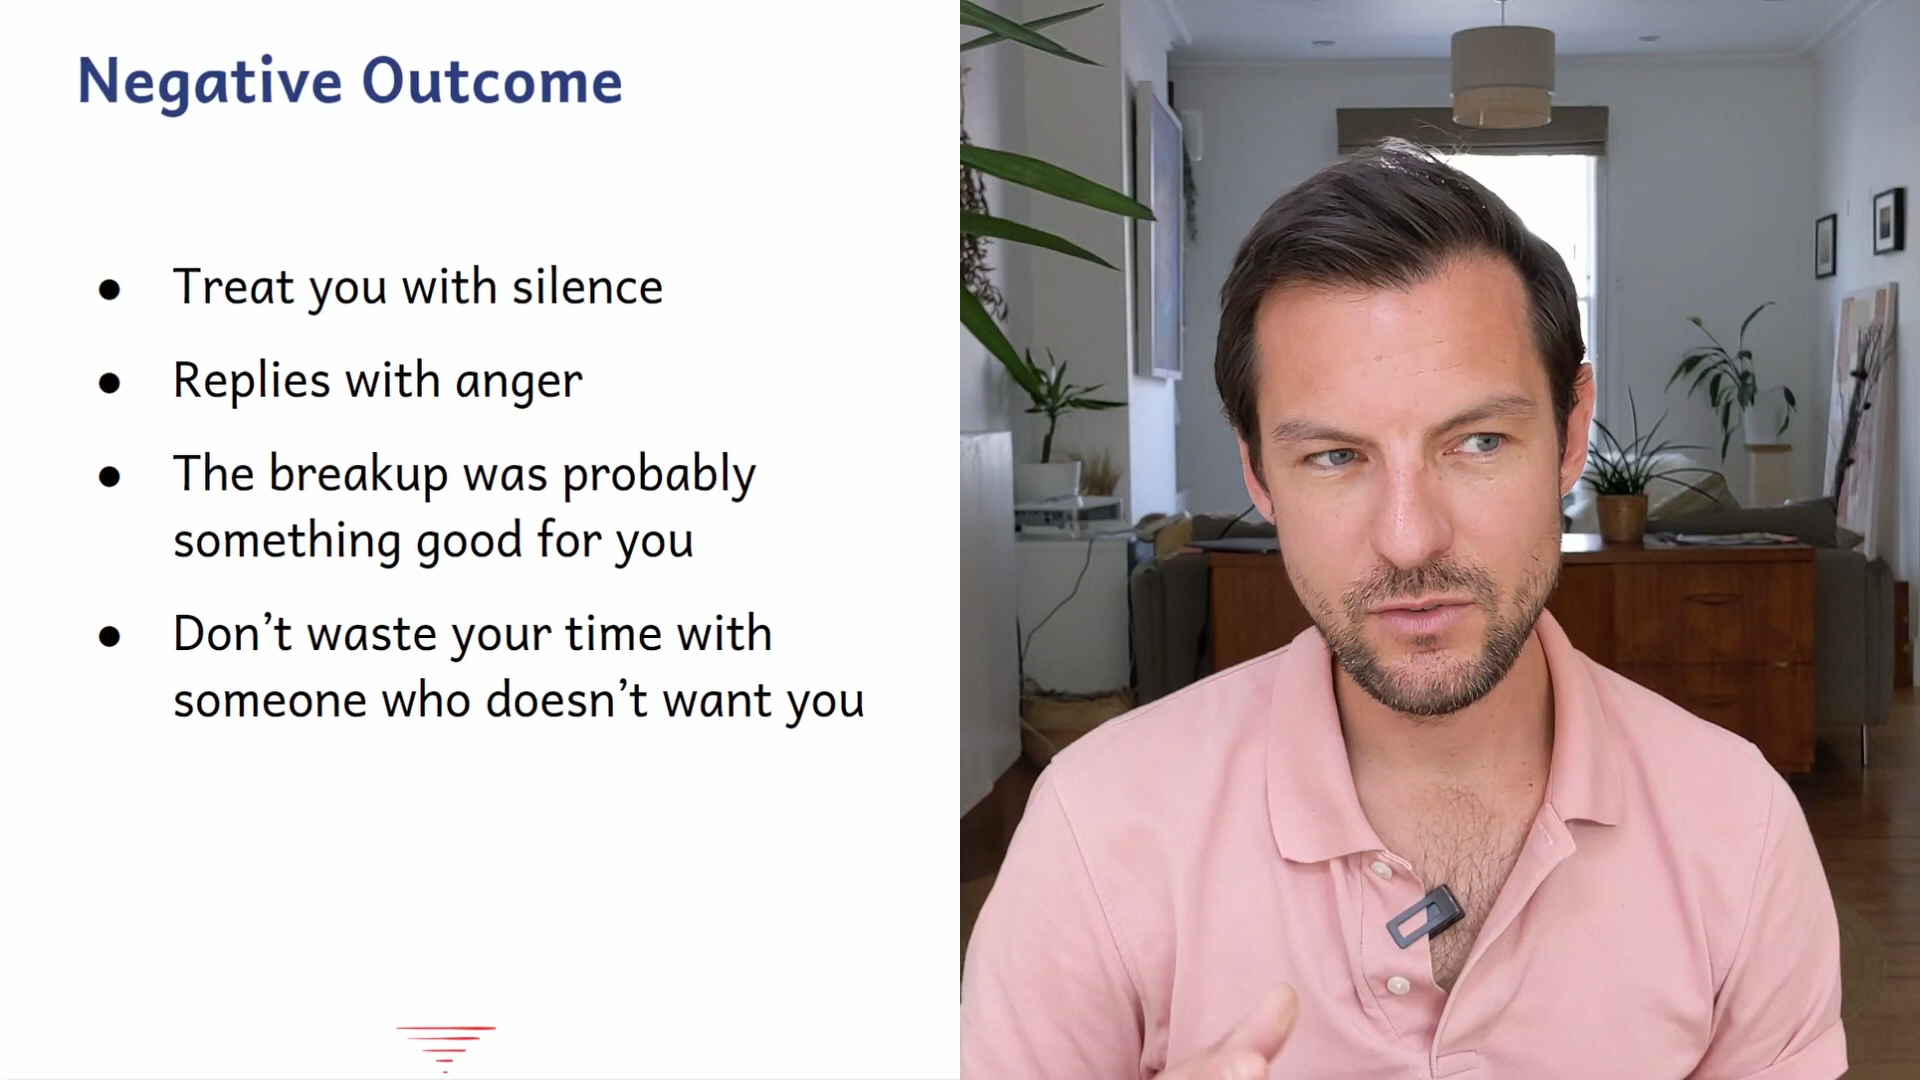 Negative Outcome
● Treat you with silence
● Replies with anger
● The breakup was probably
something good for you
● Don’t waste your time with
someone who doesn’t want you